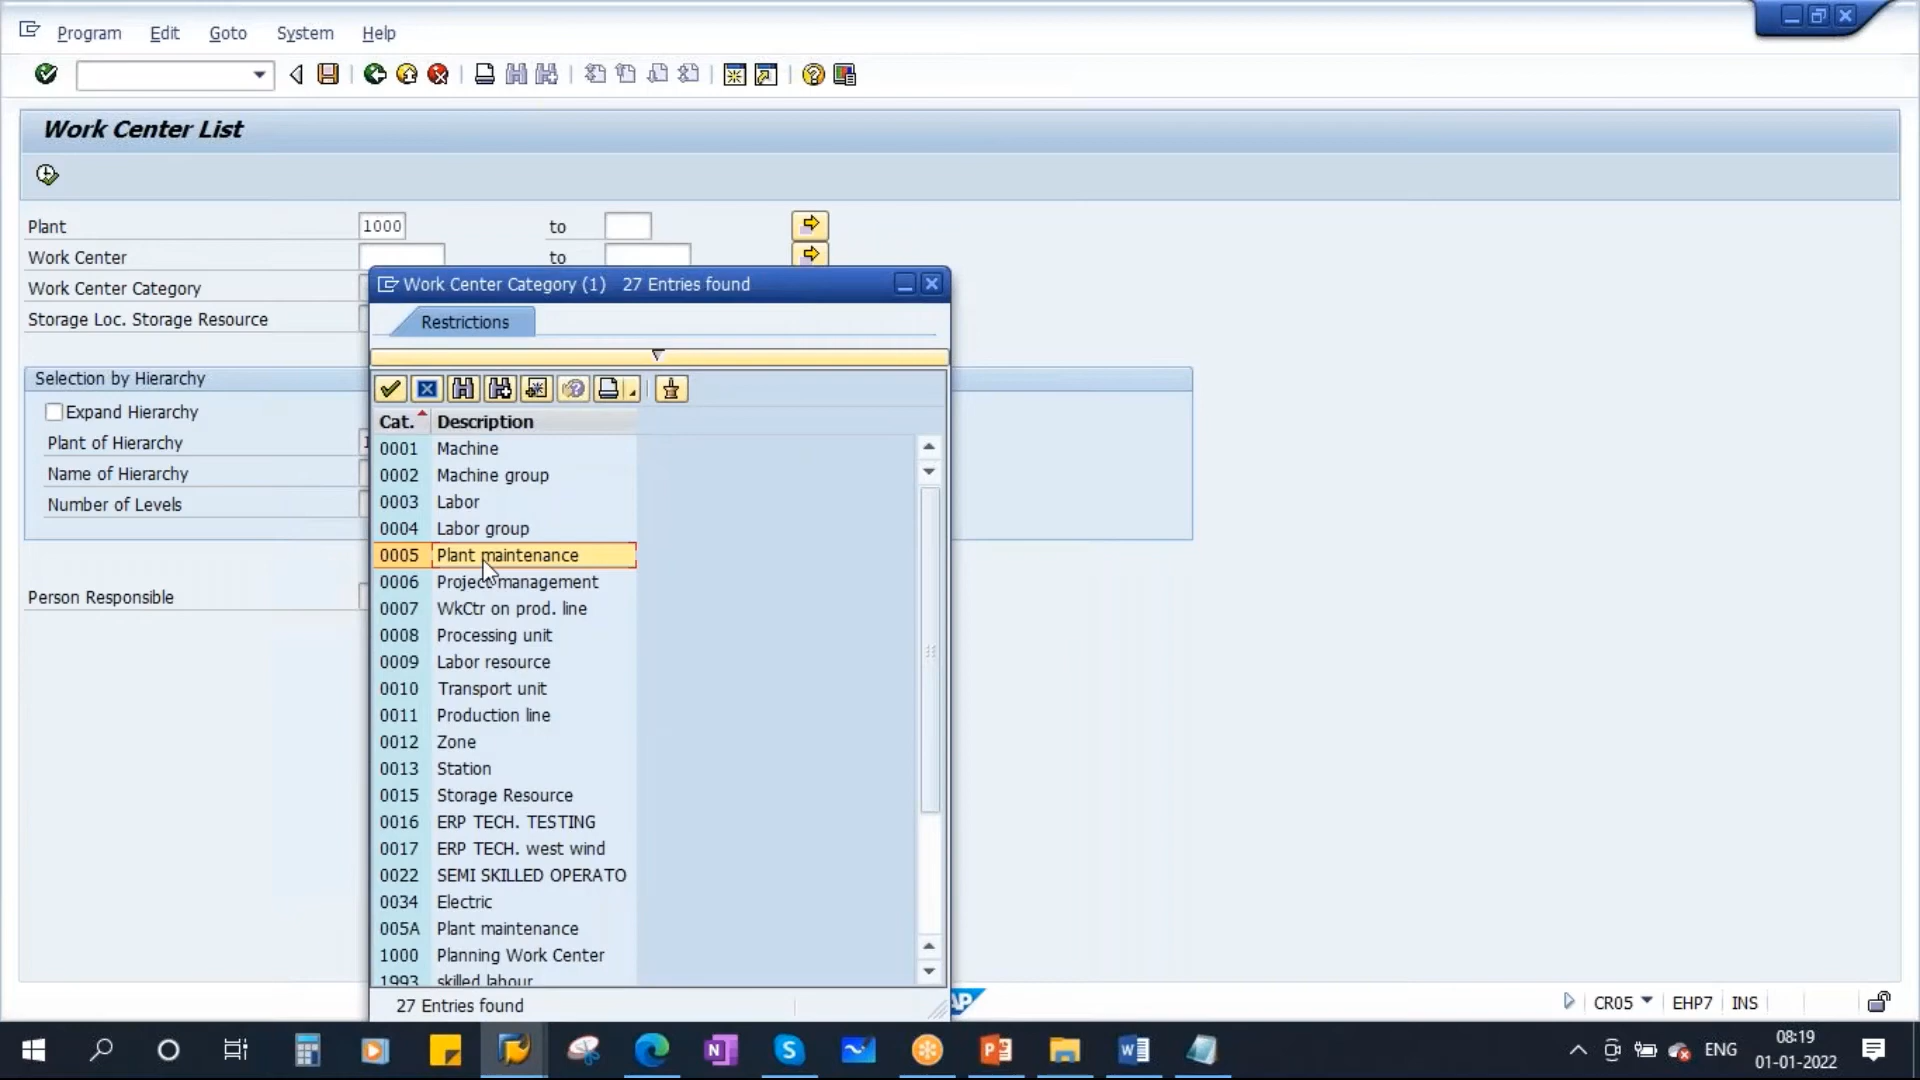 Program Edit Goto System Help
Work Center List
Plant 1000 to
Work Center to
Work Center Category
Storage Loc. Storage Resource
Selection by Hierarchy
Expand Hierarchy
Plant of Hierarchy
Name of Hierarchy
Number of Levels
Person Responsible
Work Center Category (1) 27 Entries found
Restrictions
Cat. Description
0001 Machine
0002 Machine group
0003 Labor
0004 Labor group
0005 Plant maintenance
0006 Project management
0007 WkCtr on prod. line
0008 Processing unit
0009 Labor resource
0010 Transport unit
0011 Production line
0012 Zone
0013 Station
0015 Storage Resource
0016 ERP TECH. TESTING
0017 ERP TECH. west wind
0022 SEMI SKILLED OPERATO
0034 Electric
005A Plant maintenance
1000 Planning Work Center
1993 skilled labour
27 Entries found
CR05 EHP7 INS
ENG
08:19
01-01-2022